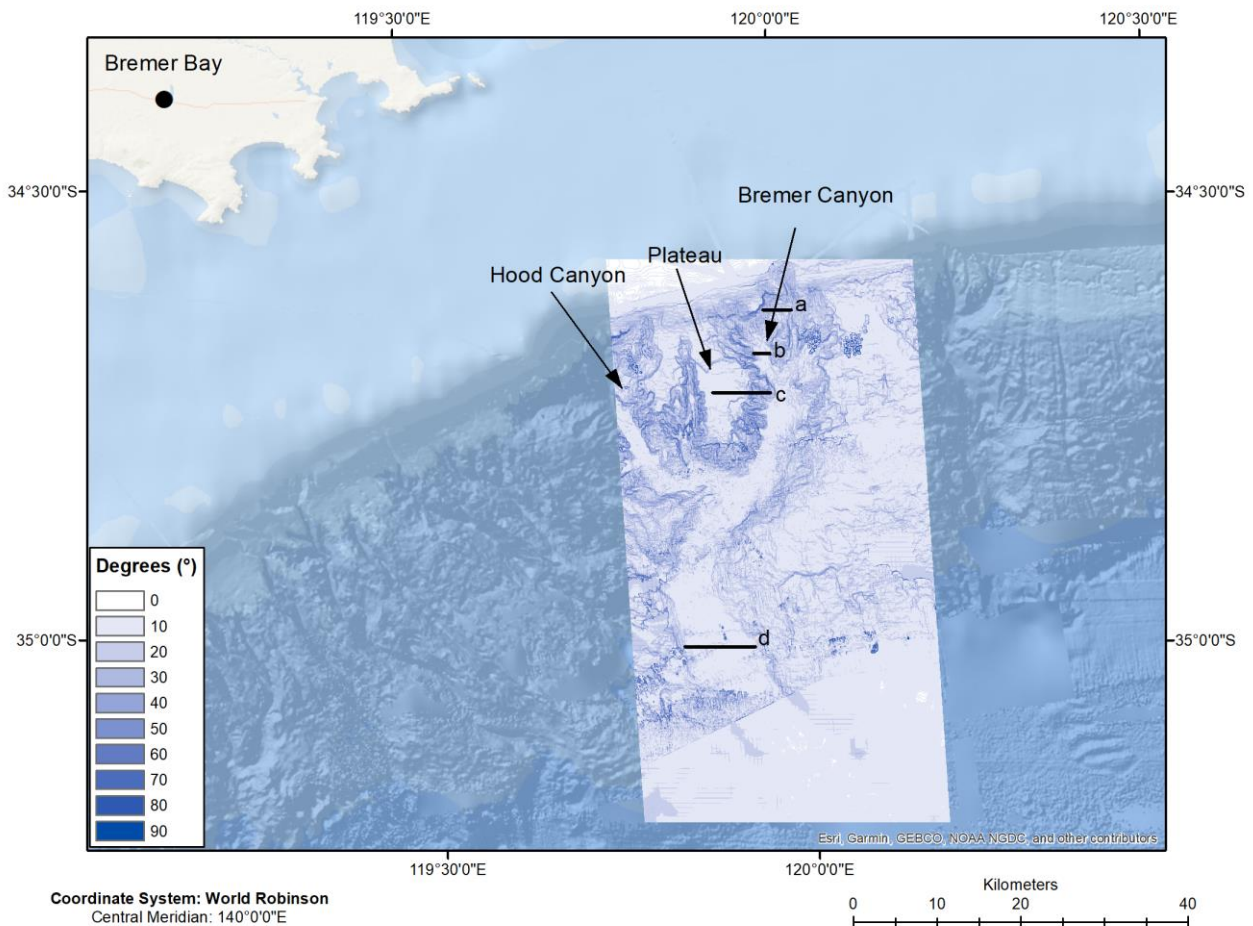 119°30'0"E
120°0'0"E
120°30'0"E
Bremer Bay
34°30'0"S
34°30'0"S
Bremer Canyon
Plateau
Hood Canyon
a
b
c
d
Degrees (°)
0
10
20
30
40
50
60
70
80
90
35°0'0"S
35°0'0"S
Esri, Garmin, GEBCO, NOAA NGDC, and other contributors
119°30'0"E
120°0'0"E
Coordinate System: World Robinson
Central Meridian: 140°0'0"E
Kilometers
0 10 20 40